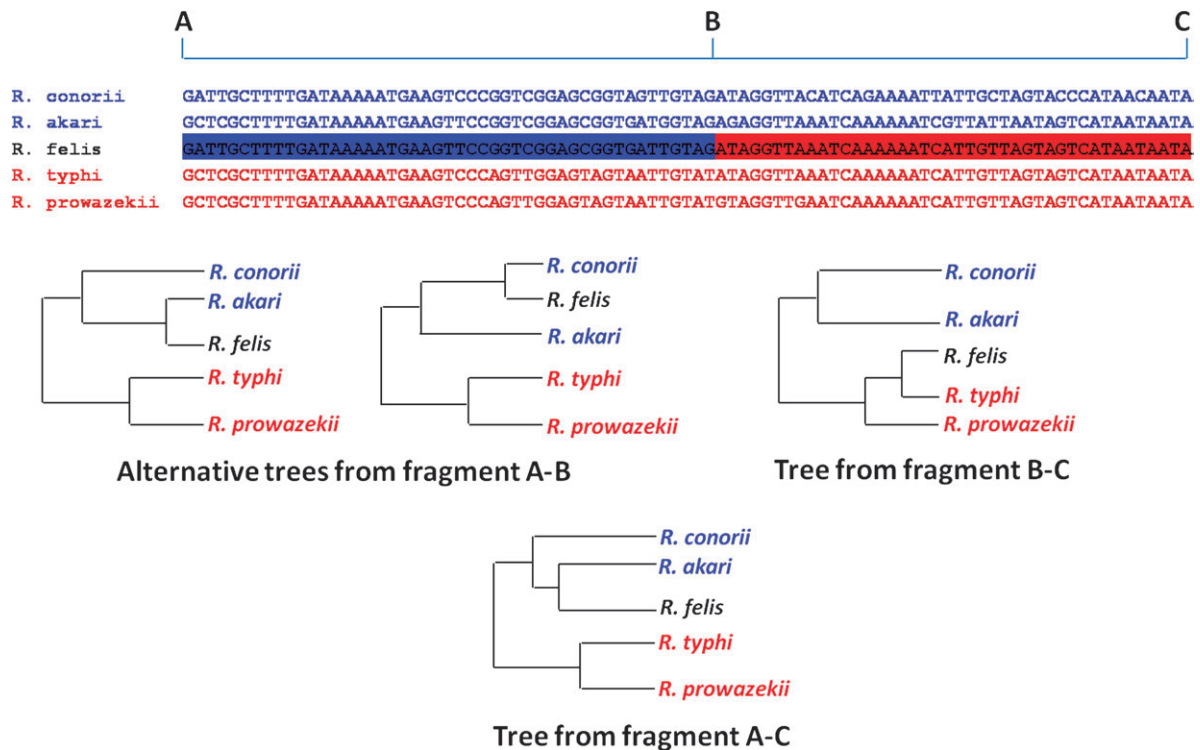 A B C
R. conorii GATTGCTTTTGATAAAAATGAAGTCCCGGTCGGAGCGGTAGTTGTAGATAGGTTACATCAGAAAATTATTGCTAGTACCCATAACAATA
R. akari GCTCGCTTTTGATAAAAATGAAGTTCCGGTCGGAGCGGTGATGGTAGAGAGGTTAAATCAAAAAATCGTTATTAATAGTCATAATAATA
R. felis GATTGCTTTTGATAAAAATGAAGTTCCGGTCGGAGCGGTGATTGTAGATAGGTTAAATCAAAAAATCATTGTTAGTAGTCATAATAATA
R. typhi GCTCGCTTTTGATAAAAATGAAGTCCCAGTTGGAGTAGTAATTGTATATAGGTTAAATCAAAAAATCATTGTTAGTAGTCATAATAATA
R. prowazekii GCTCGCTTTTGATAAAAATGAAGTCCCAGTTGGAGTAGTAATTGTATGTAGGTTGAATCAAAAAATCATTGTTAGTAGTCATAATAATA
R. conorii
R. akari
R. felis
R. typhi
R. prowazekii
R. conorii
R. felis
R. akari
R. typhi
R. prowazekii
Alternative trees from fragment A-B
R. conorii
R. akari
R. felis
R. typhi
R. prowazekii
Tree from fragment B-C
R. conorii
R. akari
R. felis
R. typhi
R. prowazekii
Tree from fragment A-C